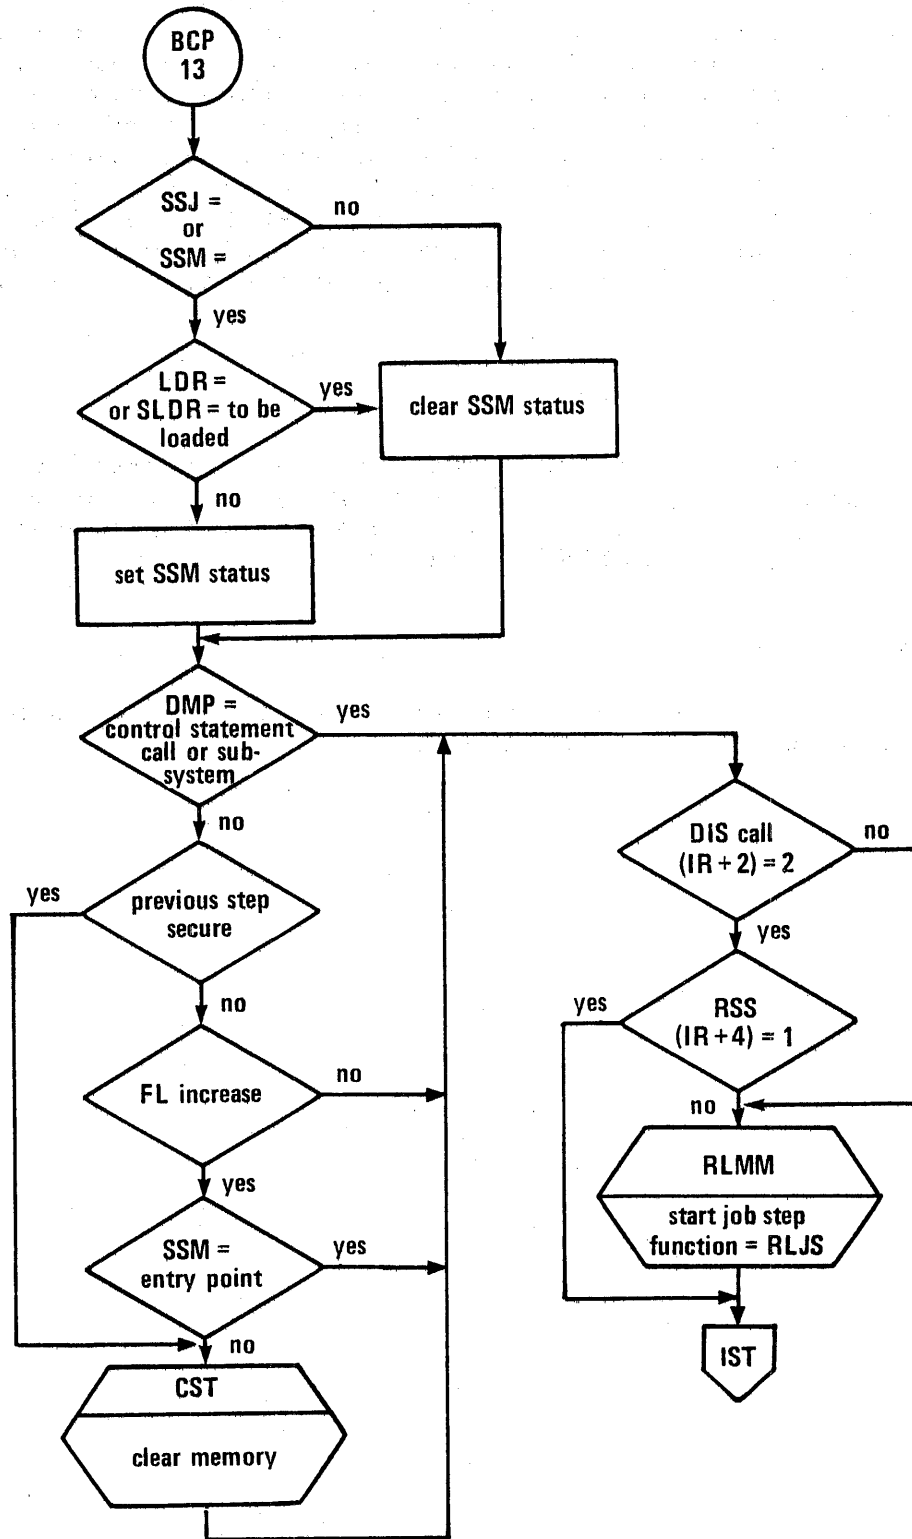 BCP
13
SSJ =
or
SSM =
no
yes
LDR =
or SLDR = to be
loaded
yes
clear SSM status
no
set SSM status
DMP =
control statement
call or sub-
system
yes
no
previous step
secure
yes
no
FL increase
no
yes
SSM =
entry point
yes
no
CST
clear memory
DIS call
(IR + 2) = 2
no
yes
RSS
(IR + 4) = 1
yes
no
RLMM
start job step
function = RLJS
IST